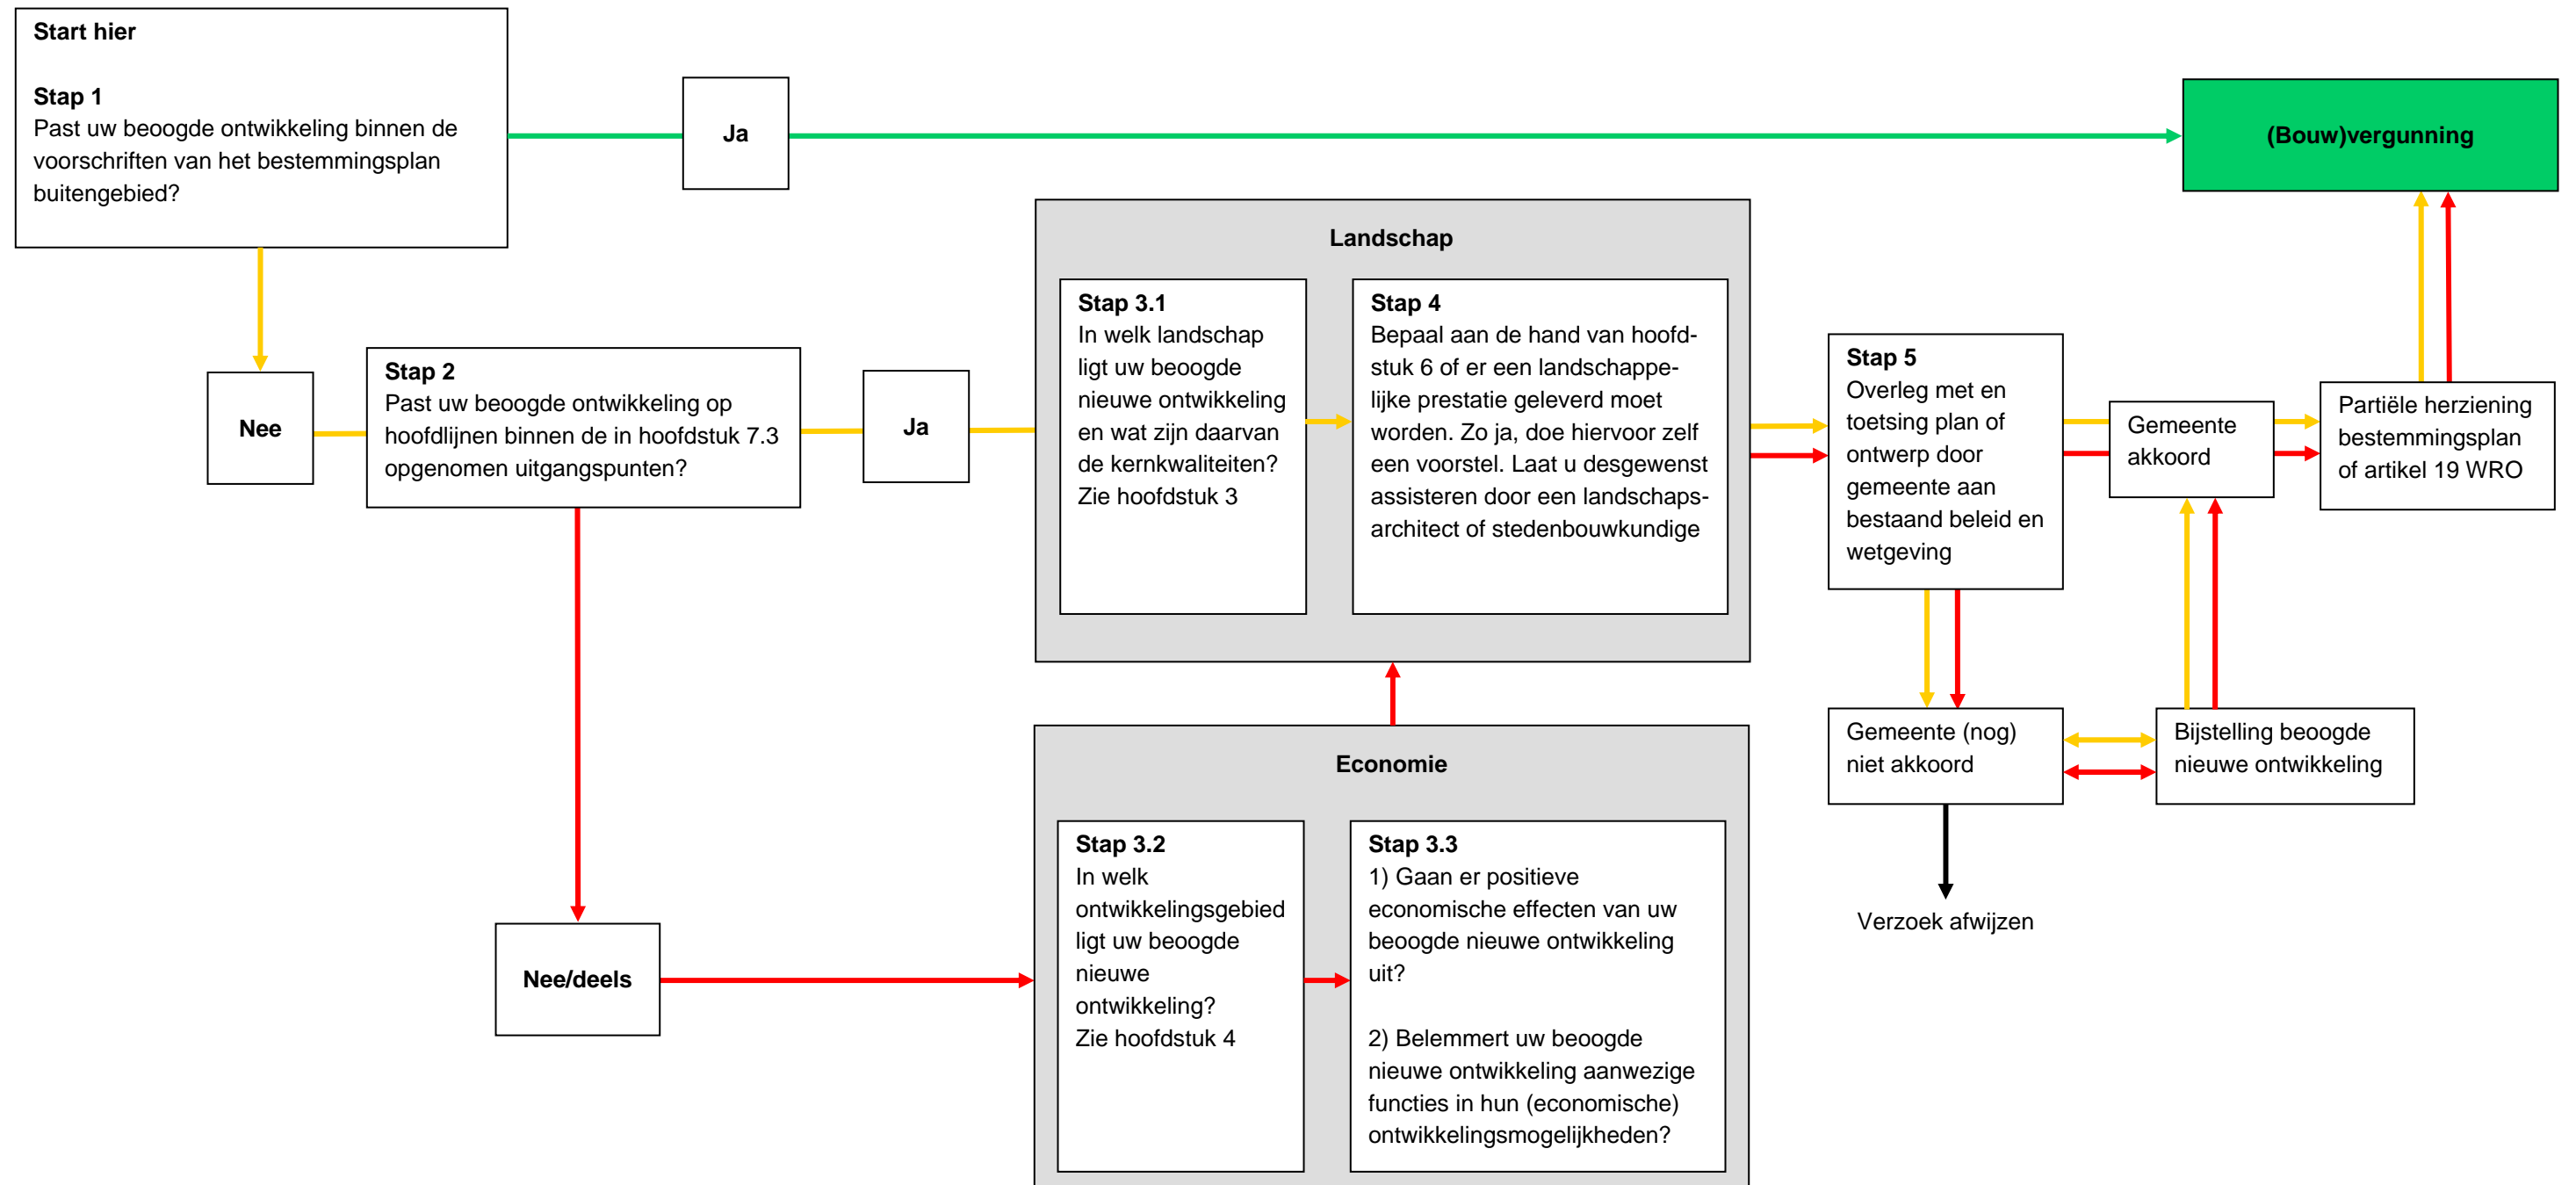 Start hier
Stap 1
Past uw beoogde ontwikkeling binnen de
voorschriften van het bestemmingsplan
buitengebied?
Ja
(Bouw)vergunning
Nee
Stap 2
Past uw beoogde ontwikkeling op
hoofdlijnen binnen de in hoofdstuk 7.3
opgenomen uitgangspunten?
Ja
Landschap
Stap 3.1
In welk landschap
ligt uw beoogde
nieuwe ontwikkeling
en wat zijn daarvan
de kernkwaliteiten?
Zie hoofdstuk 3
Stap 4
Bepaal aan de hand van hoofd-
stuk 6 of er een landschappe-
lijke prestatie geleverd moet
worden. Zo ja, doe hiervoor zelf
een voorstel. Laat u desgewenst
assisteren door een landschaps-
architect of stedenbouwkundige
Stap 5
Overleg met en
toetsing plan of
ontwerp door
gemeente aan
bestaand beleid en
wetgeving
Gemeente
akkoord
Partiële herziening
bestemmingsplan
of artikel 19 WRO
Gemeente (nog)
niet akkoord
Bijstelling beoogde
nieuwe ontwikkeling
Verzoek afwijzen
Nee/deels
Economie
Stap 3.2
In welk
ontwikkelingsgebied
ligt uw beoogde
nieuwe
ontwikkeling?
Zie hoofdstuk 4
Stap 3.3
1) Gaan er positieve
economische effecten van uw
beoogde nieuwe ontwikkeling
uit?
2) Belemmert uw beoogde
nieuwe ontwikkeling aanwezige
functies in hun (economische)
ontwikkelingsmogelijkheden?